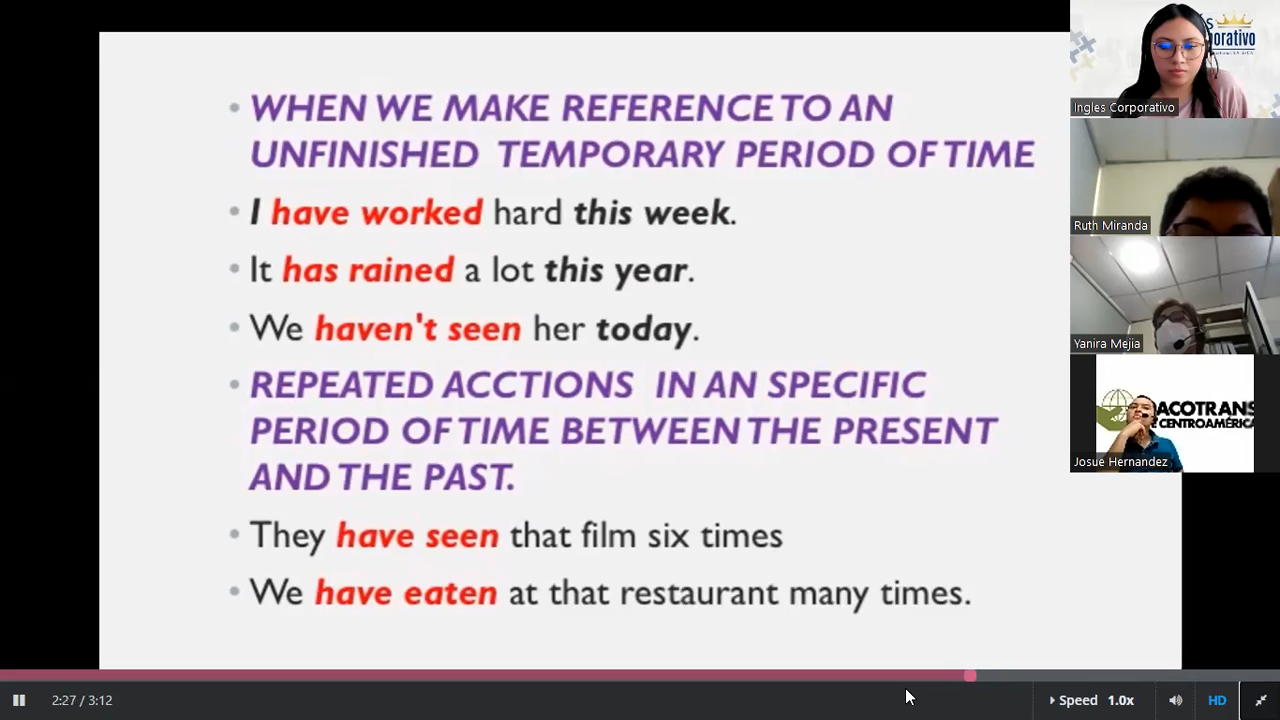 WHEN WE MAKE REFERENCE TO AN
UNFINISHED TEMPORARY PERIOD OF TIME
I have worked hard this week.
It has rained a lot this year.
We haven't seen her today.
REPEATED ACCTIONS IN AN SPECIFIC
PERIOD OF TIME BETWEEN THE PRESENT
AND THE PAST.
They have seen that film six times
We have eaten at that restaurant many times.
2:27 / 3:12
Speed 1.0x
HD
orativo
Ingles Corporativo
Ruth Miranda
Yanira Mejia
ACOTRANS
CENTROAMÉRICA
Josue Hernandez